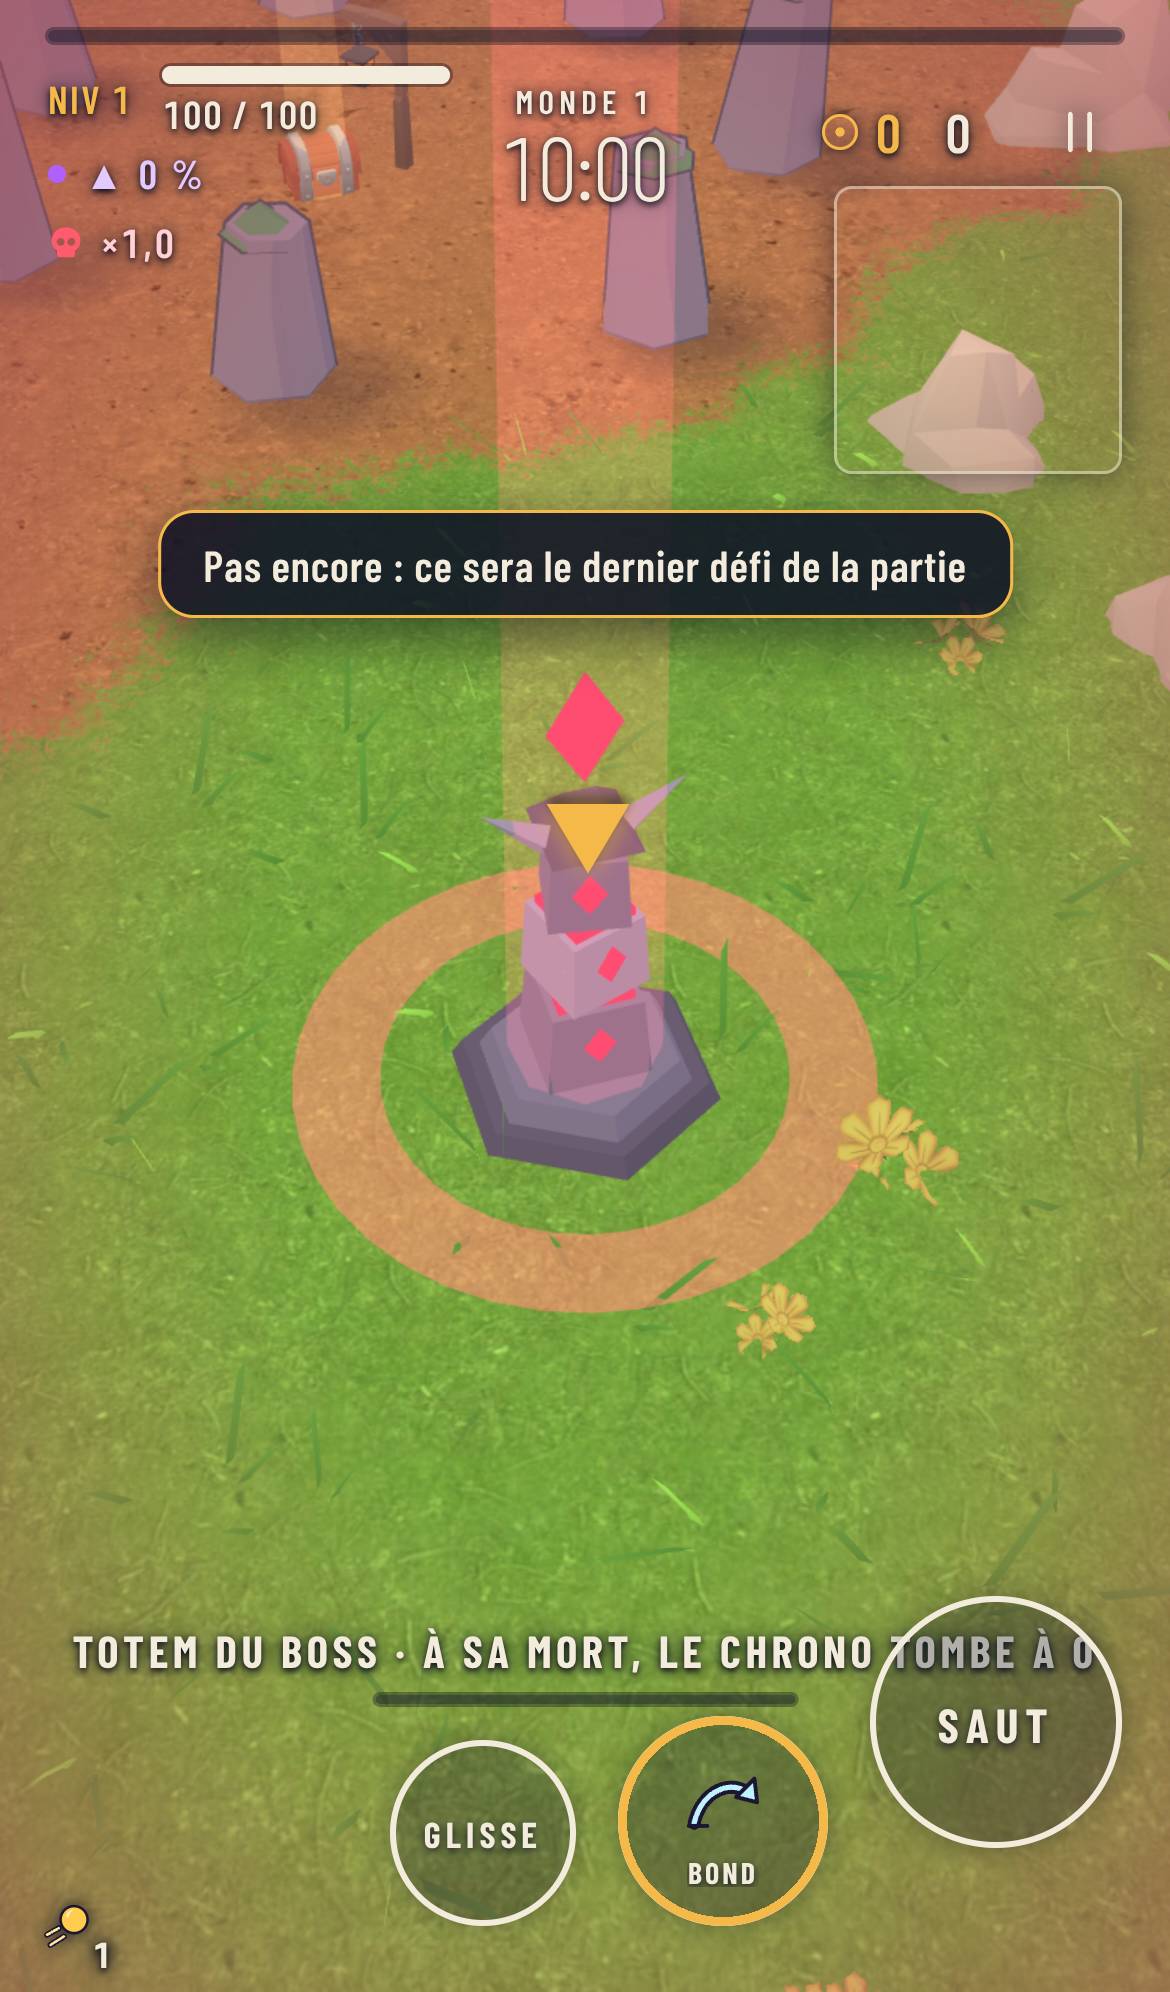 NIV 1
100 / 100
▲ 0 %
×1,0
MONDE 1
10:00
0 0
Pas encore : ce sera le dernier défi de la partie
TOTEM DU BOSS · À SA MORT, LE CHRONO TOMBE À 0
SAUT
GLISSE
BOND
1